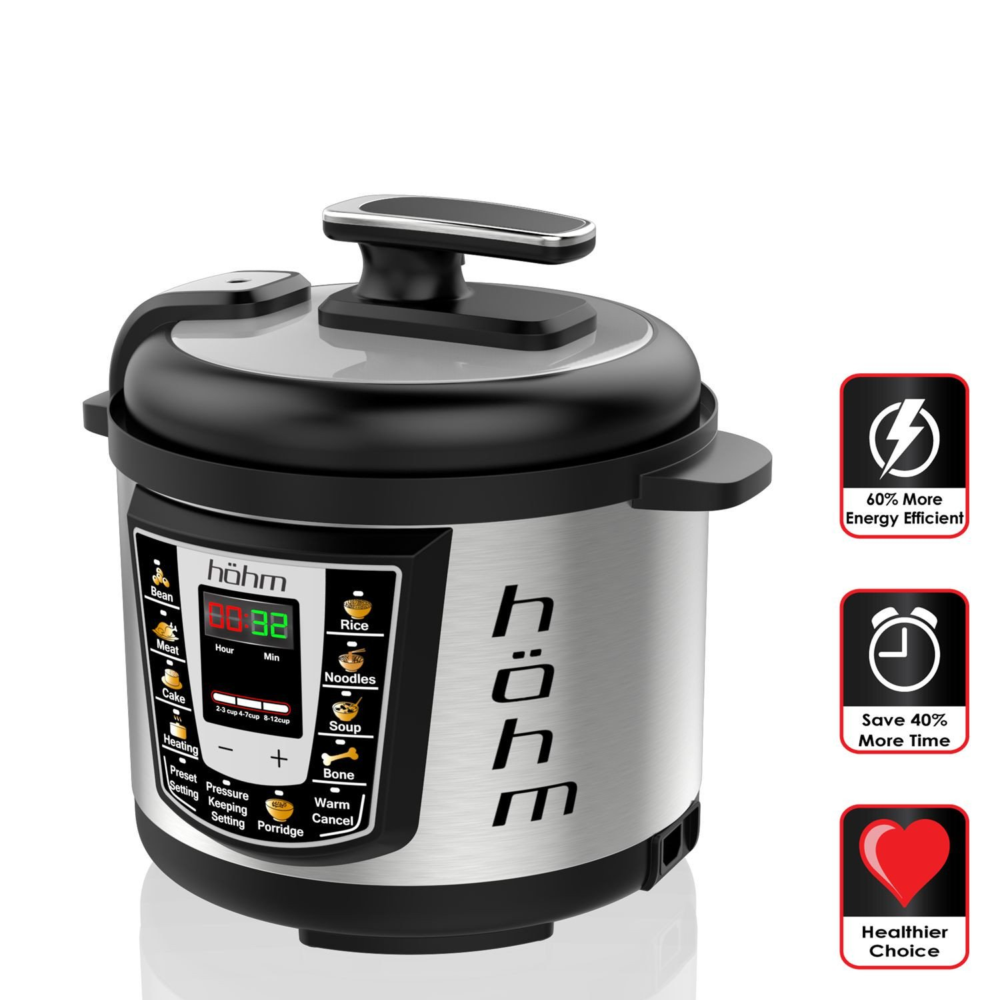 höhm
00:32
Hour
Min
2-3 cup 4-7cup 8-12cup
− +
Bean
Meat
Cake
Heating
Preset
Setting
Pressure
Keeping
Setting
Porridge
Rice
Noodles
Soup
Bone
Warm
Cancel
höhm
60% More
Energy Efficient
Save 40%
More Time
Healthier
Choice